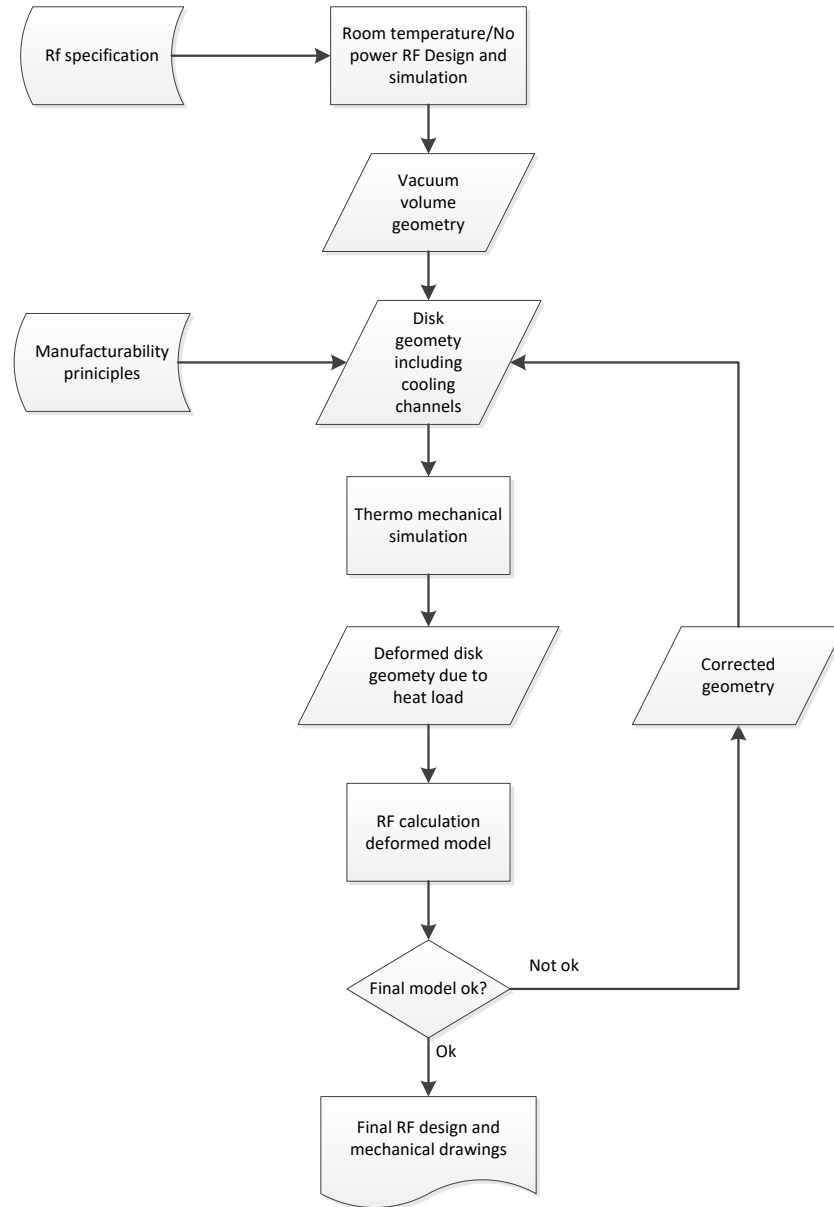 Rf specification
Room temperature/No
power RF Design and
simulation
Vacuum
volume
geometry
Manufacturability
priniciples
Disk
geomety
including
cooling
channels
Thermo mechanical
simulation
Deformed disk
geomety due to
heat load
Corrected
geometry
RF calculation
deformed model
Final model ok?
Not ok
Ok
Final RF design and
mechanical drawings